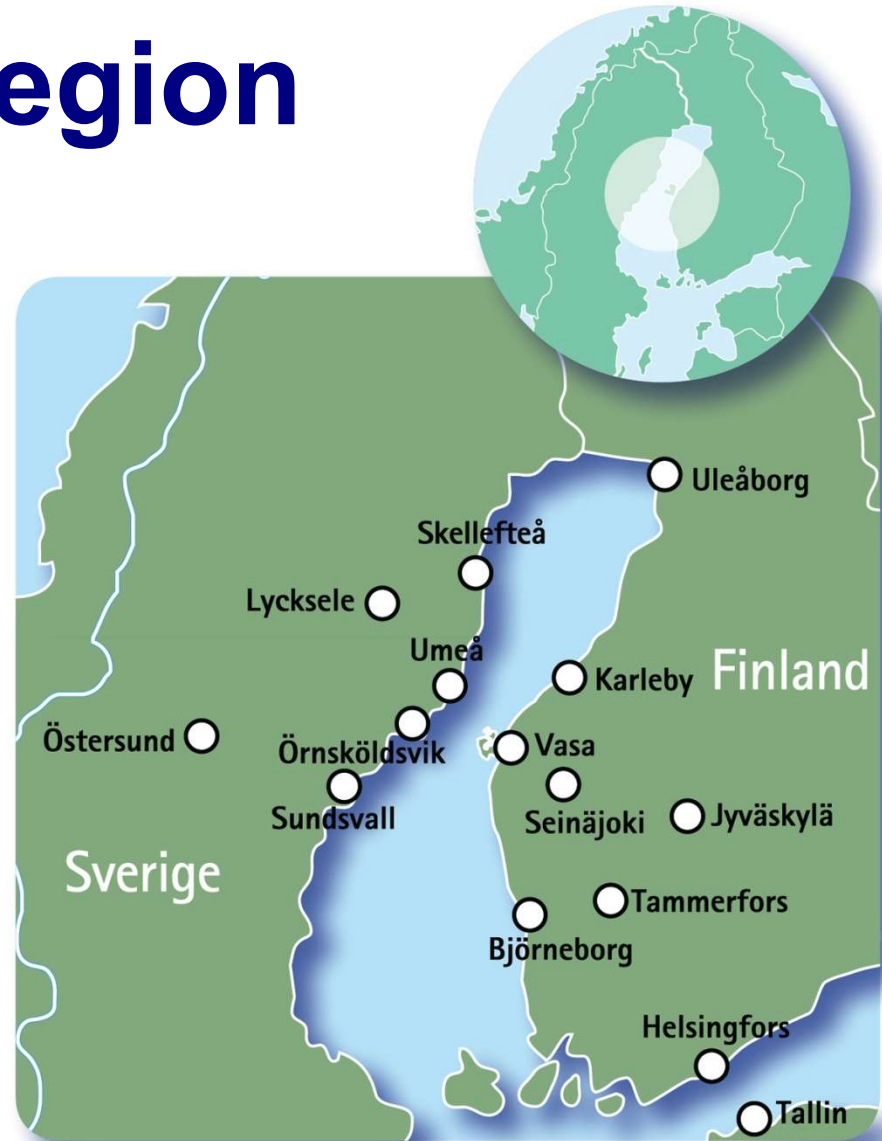 egion
Uleåborg
Skellefteå
Lycksele
Umeå
Karleby
Finland
Östersund
Örnsköldsvik
Vasa
Sundsvall
Seinäjoki
Jyväskylä
Sverige
Tammerfors
Björneborg
Helsingfors
Tallin